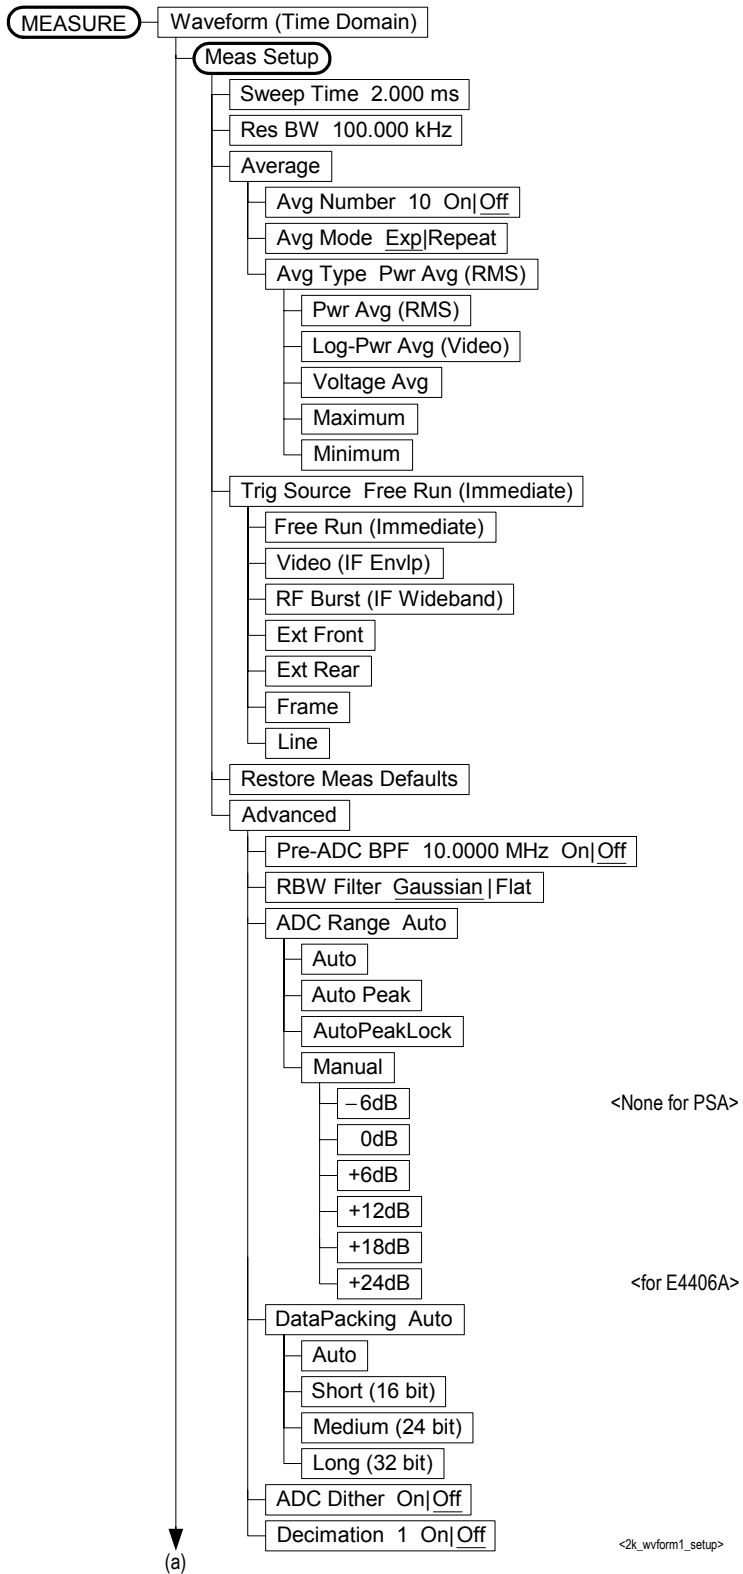 MEASURE
Waveform (Time Domain)
Meas Setup
Sweep Time 2.000 ms
Res BW 100.000 kHz
Average
Avg Number 10 On|Off
Avg Mode Exp|Repeat
Avg Type Pwr Avg (RMS)
Pwr Avg (RMS)
Log-Pwr Avg (Video)
Voltage Avg
Maximum
Minimum
Trig Source Free Run (Immediate)
Free Run (Immediate)
Video (IF Envlp)
RF Burst (IF Wideband)
Ext Front
Ext Rear
Frame
Line
Restore Meas Defaults
Advanced
Pre-ADC BPF 10.0000 MHz On|Off
RBW Filter Gaussian|Flat
ADC Range Auto
Auto
Auto Peak
AutoPeakLock
Manual
−6dB <None for PSA>
0dB
+6dB
+12dB
+18dB
+24dB <for E4406A>
DataPacking Auto
Auto
Short (16 bit)
Medium (24 bit)
Long (32 bit)
ADC Dither On|Off
Decimation 1 On|Off
<2k_wvform1_setup>
(a)